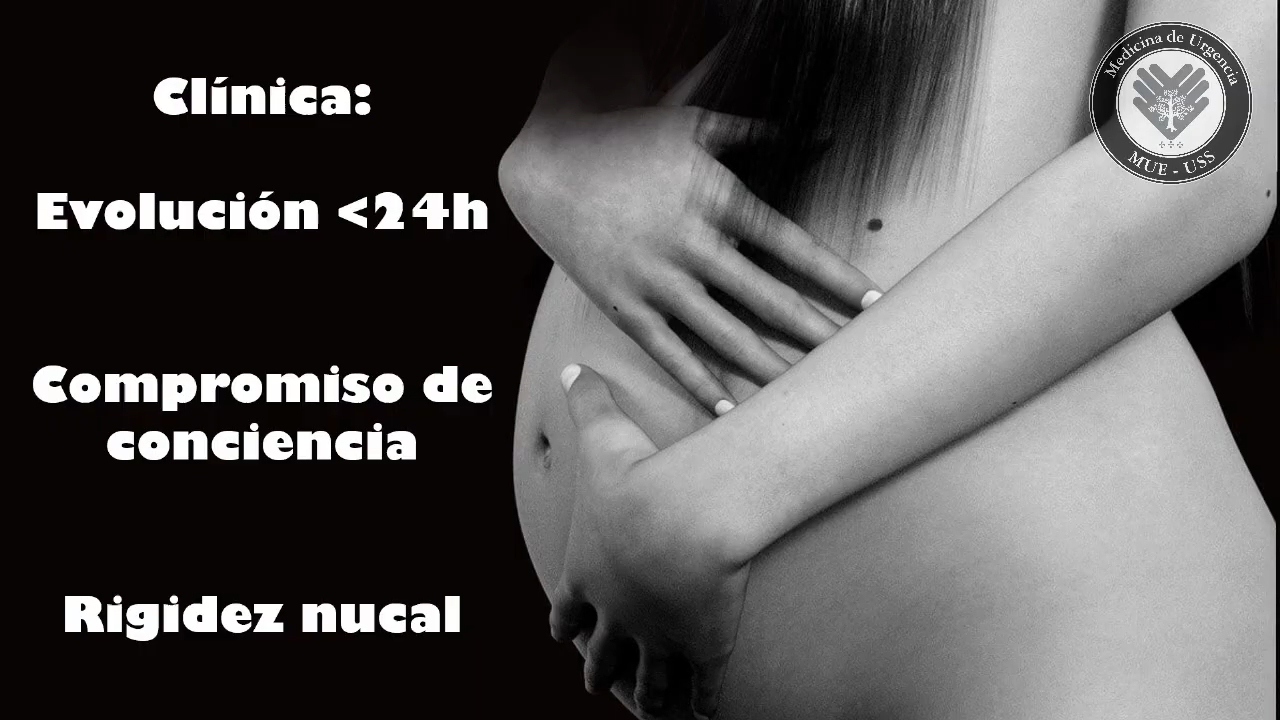 Clínica:
Evolución <24h
Compromiso de
conciencia
Rigidez nucal
Medicina de Urgencia
MUE - USS